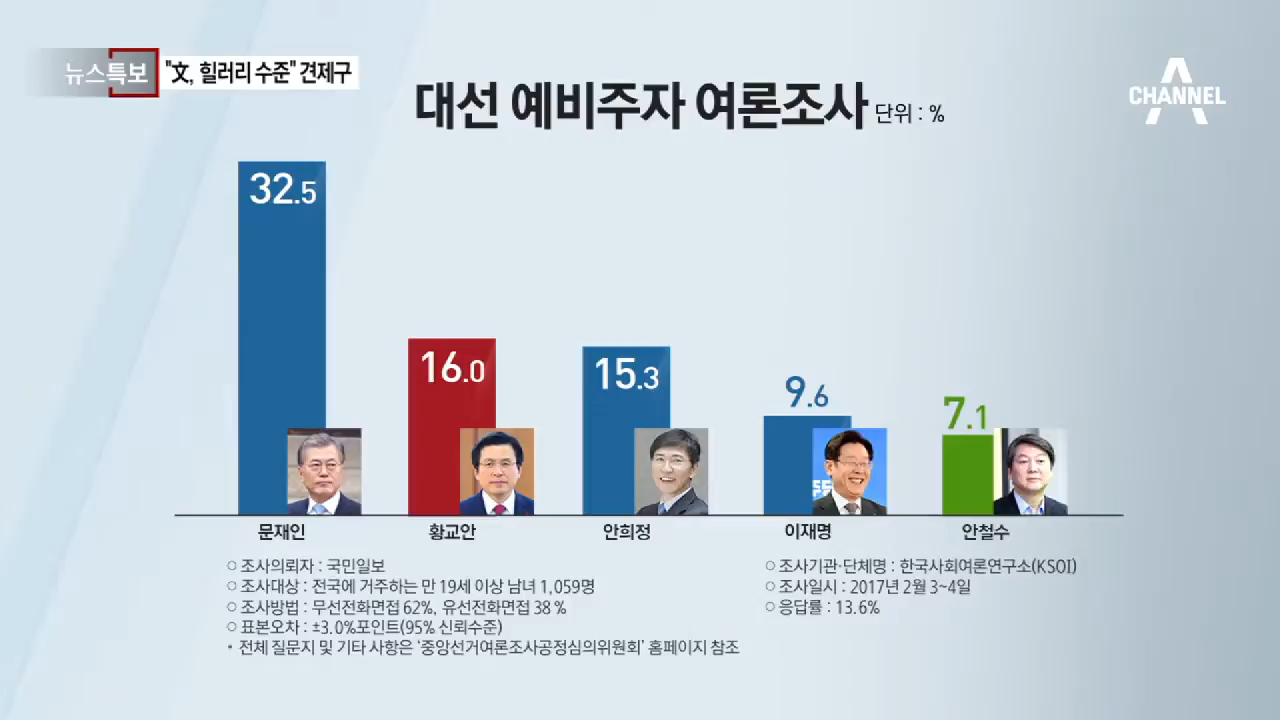 뉴스특보 "文, 힐러리 수준" 견제구
CHANNEL A
대선 예비주자 여론조사 단위 : %
32.5
16.0
15.3
9.6
7.1
문재인
황교안
안희정
이재명
안철수
○ 조사의뢰자 : 국민일보
○ 조사대상 : 전국에 거주하는 만 19세 이상 남녀 1,059명
○ 조사방법 : 무선전화면접 62%, 유선전화면접 38%
○ 표본오차 : ±3.0%포인트(95% 신뢰수준)
• 전체 질문지 및 기타 사항은 '중앙선거여론조사공정심의위원회' 홈페이지 참조
○ 조사기관·단체명 : 한국사회여론연구소(KSOI)
○ 조사일시 : 2017년 2월 3~4일
○ 응답률 : 13.6%